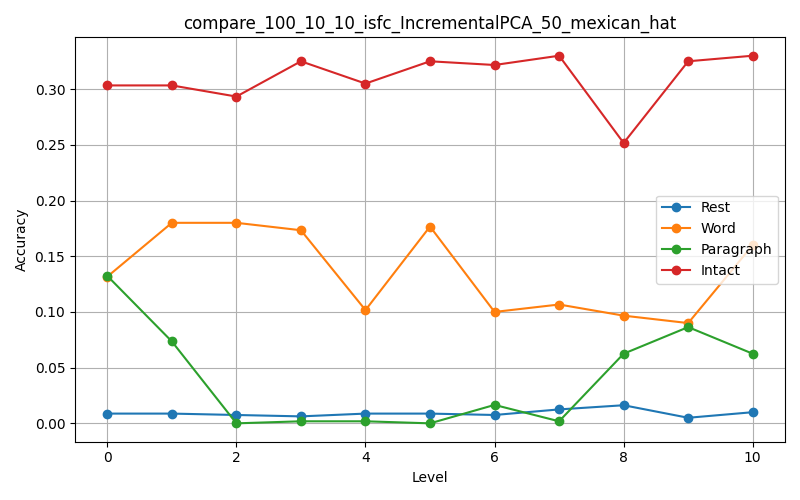 compare_100_10_10_isfc_IncrementalPCA_50_mexican_hat
Accuracy
0.30
0.25
0.20
0.15
0.10
0.05
0.00
Rest
Word
Paragraph
Intact
0 2 4 6 8 10
Level